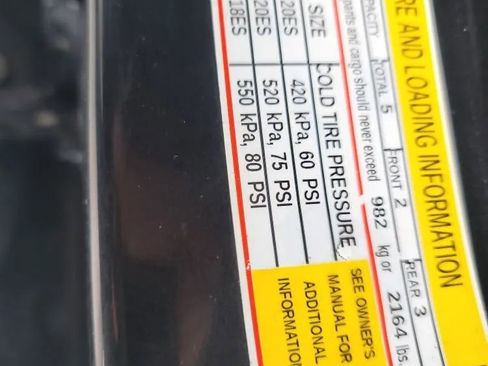 RE AND LOADING INFORMATION
PACITY TOTAL 5 FRONT 2 REAR 3
pants and cargo should never exceed 982 kg or 2164 lbs.
SIZE COLD TIRE PRESSURE
20ES 420 kPa, 60 PSI
20ES 520 kPa, 75 PSI
18ES 550 kPa, 80 PSI
SEE OWNER'S
MANUAL FOR
ADDITIONAL
INFORMATION